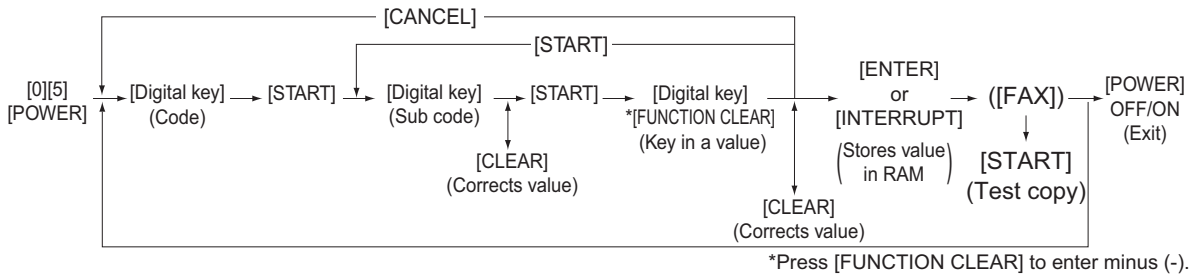 [CANCEL]
[START]
[0][5]
[POWER]
[Digital key]
(Code)
[START]
[Digital key]
(Sub code)
[CLEAR]
(Corrects value)
[START]
[Digital key]
*[FUNCTION CLEAR]
(Key in a value)
[CLEAR]
(Corrects value)
[ENTER]
or
[INTERRUPT]
(Stores value
in RAM)
([FAX])
[START]
(Test copy)
[POWER]
OFF/ON
(Exit)
*Press [FUNCTION CLEAR] to enter minus (-).